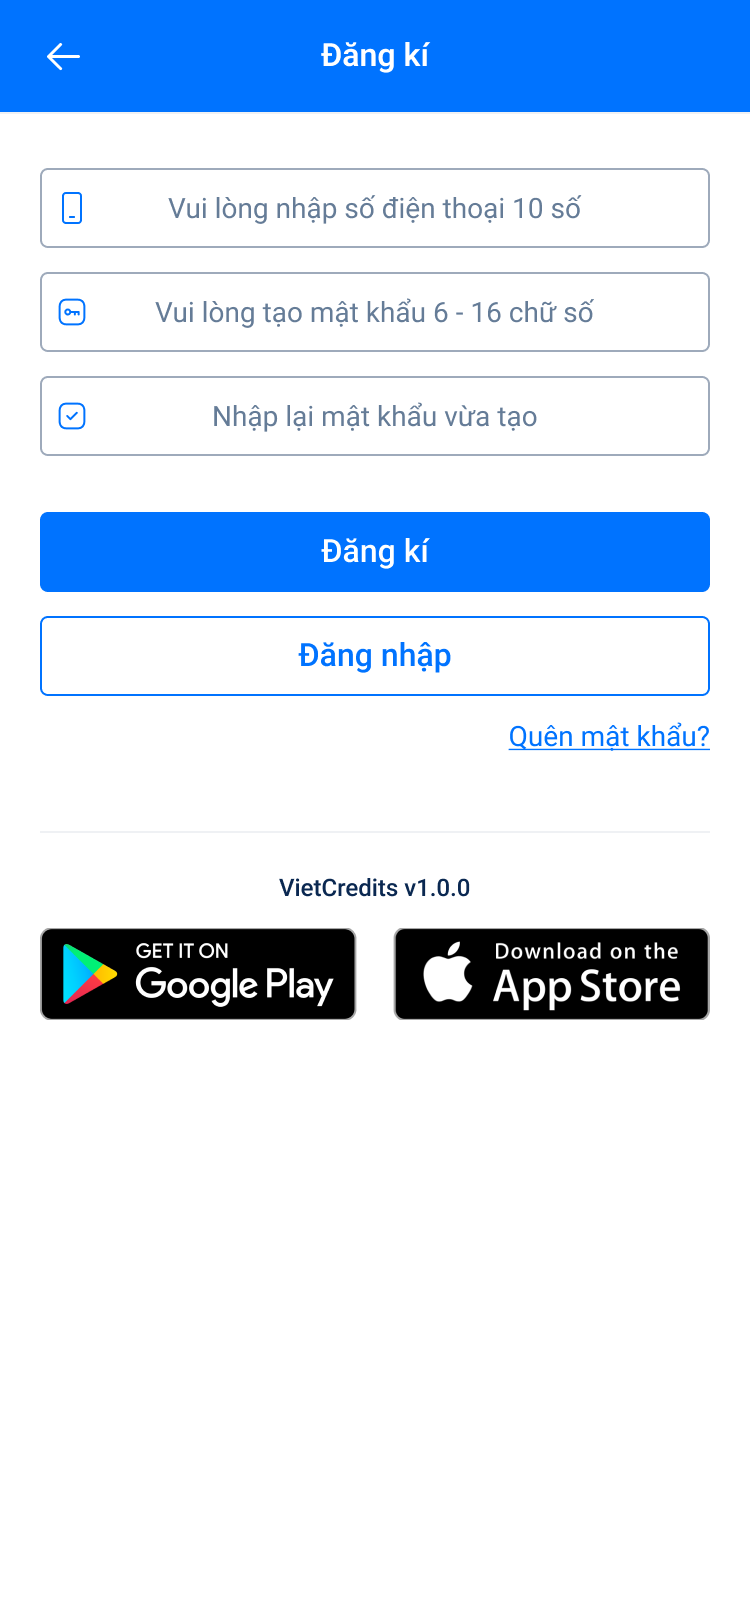 Đăng kí
Vui lòng nhập số điện thoại 10 số
Vui lòng tạo mật khẩu 6 - 16 chữ số
Nhập lại mật khẩu vừa tạo
Đăng kí
Đăng nhập
Quên mật khẩu?
VietCredits v1.0.0
GET IT ON
Google Play
Download on the
App Store